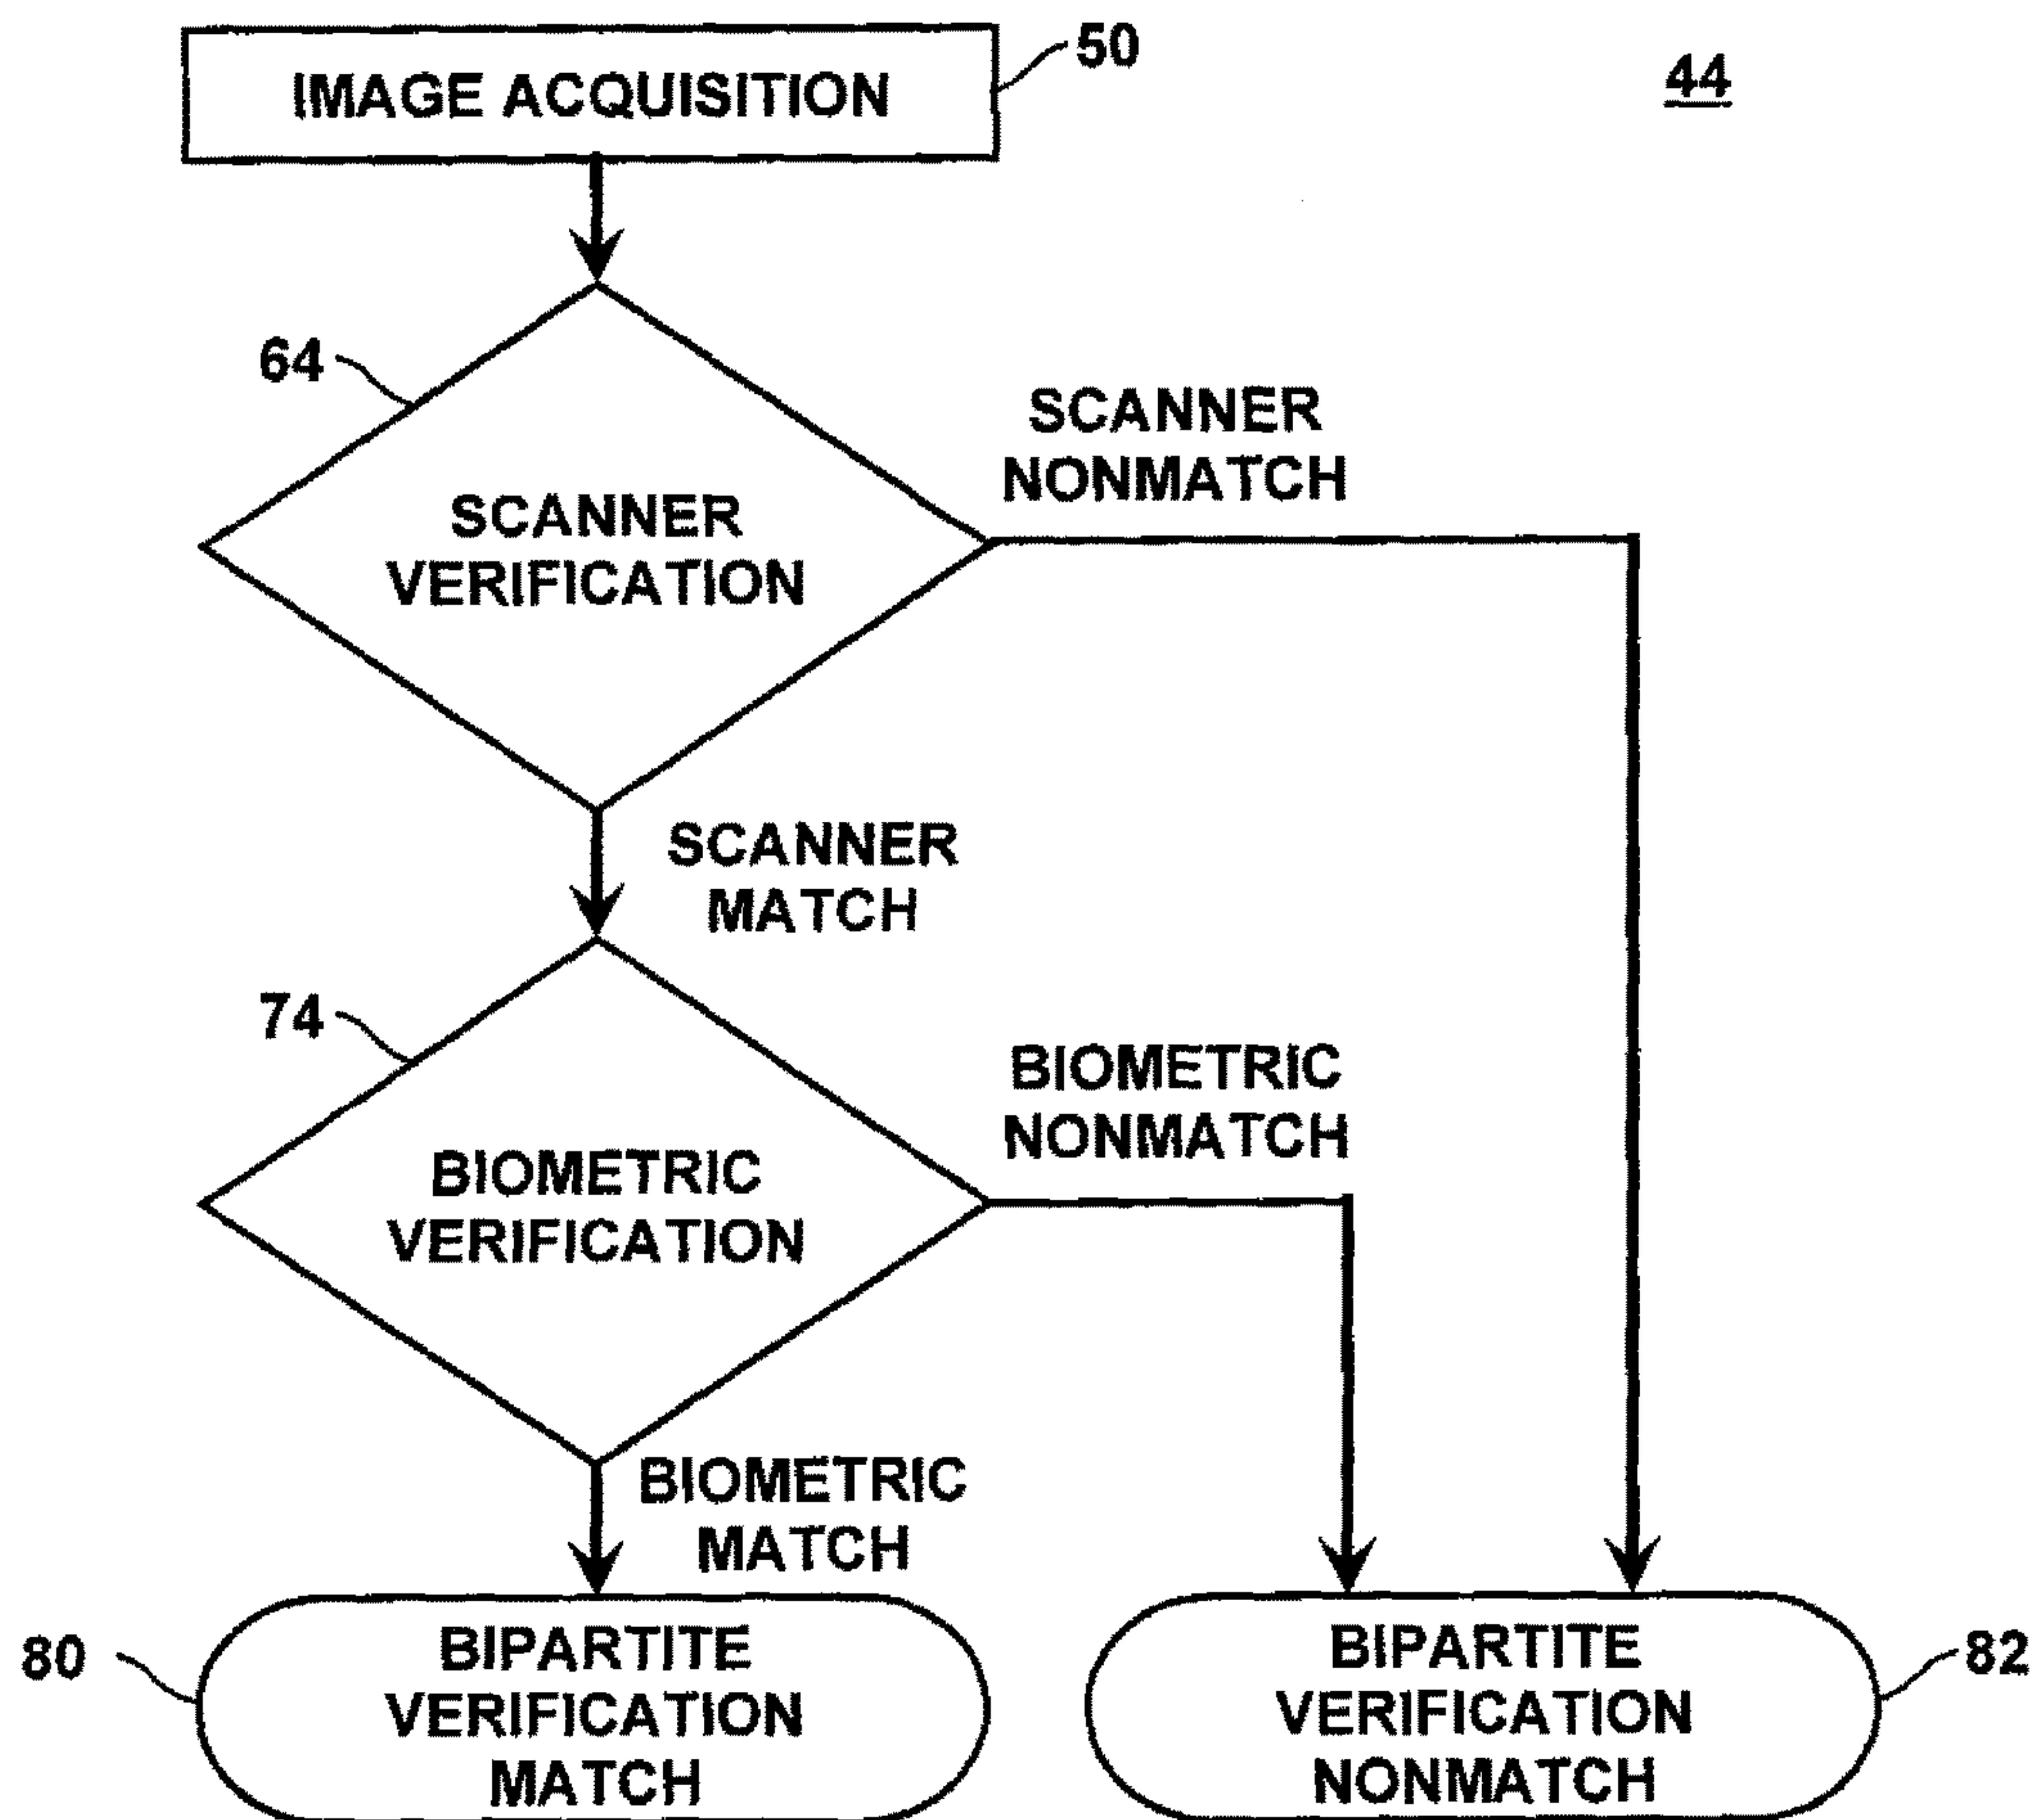 IMAGE ACQUISITION
50
44
64
SCANNER
VERIFICATION
SCANNER
NONMATCH
SCANNER
MATCH
74
BIOMETRIC
VERIFICATION
BIOMETRIC
NONMATCH
BIOMETRIC
MATCH
80
BIPARTITE
VERIFICATION
MATCH
BIPARTITE
VERIFICATION
NONMATCH
82